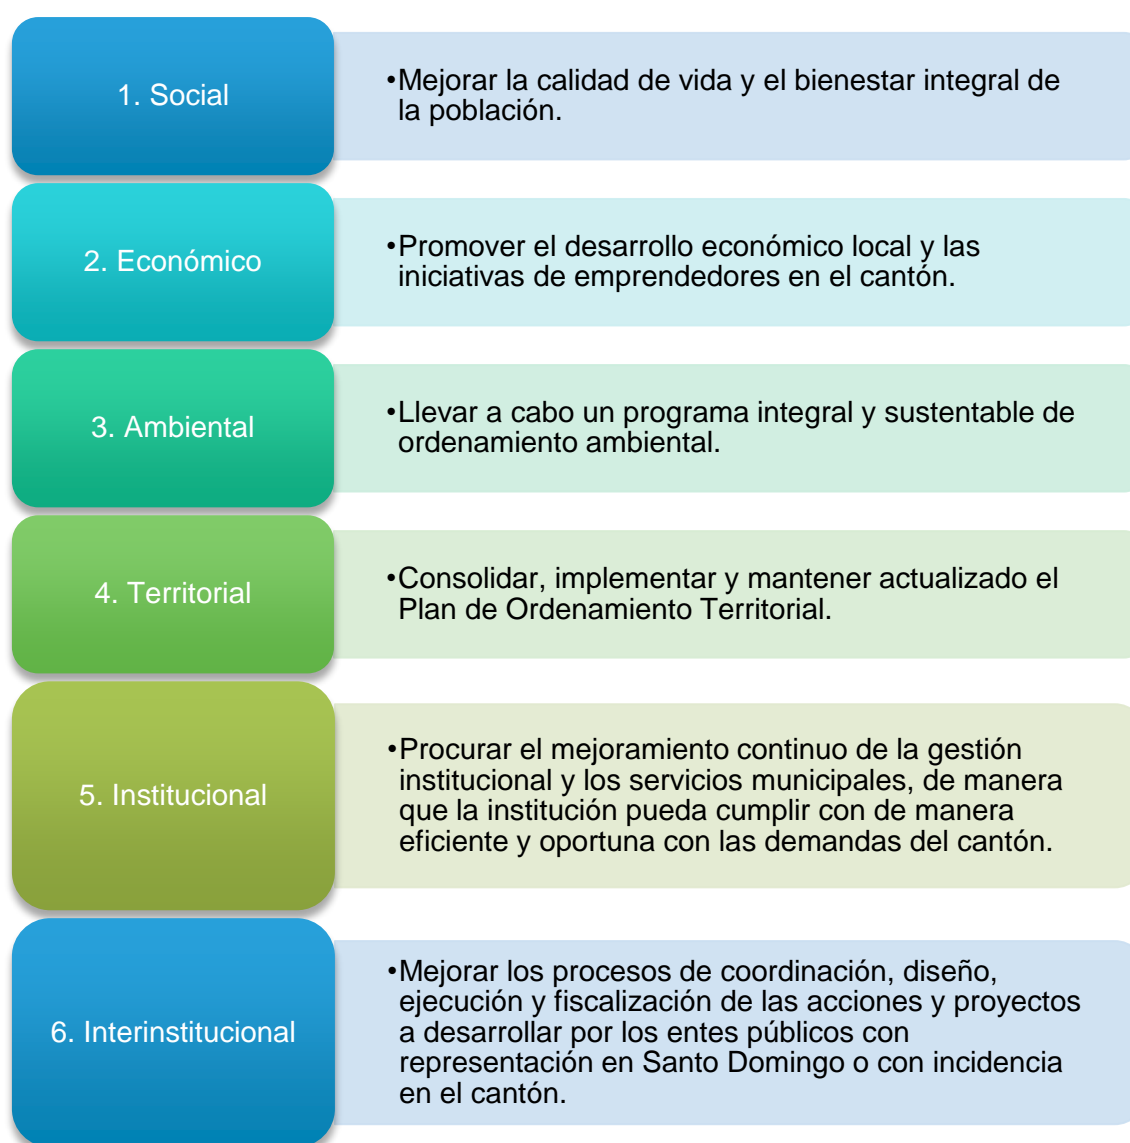 1. Social
•Mejorar la calidad de vida y el bienestar integral de
la población.
2. Económico
•Promover el desarrollo económico local y las
iniciativas de emprendedores en el cantón.
3. Ambiental
•Llevar a cabo un programa integral y sustentable de
ordenamiento ambiental.
4. Territorial
•Consolidar, implementar y mantener actualizado el
Plan de Ordenamiento Territorial.
5. Institucional
•Procurar el mejoramiento continuo de la gestión
institucional y los servicios municipales, de manera
que la institución pueda cumplir con de manera
eficiente y oportuna con las demandas del cantón.
6. Interinstitucional
•Mejorar los procesos de coordinación, diseño,
ejecución y fiscalización de las acciones y proyectos
a desarrollar por los entes públicos con
representación en Santo Domingo o con incidencia
en el cantón.